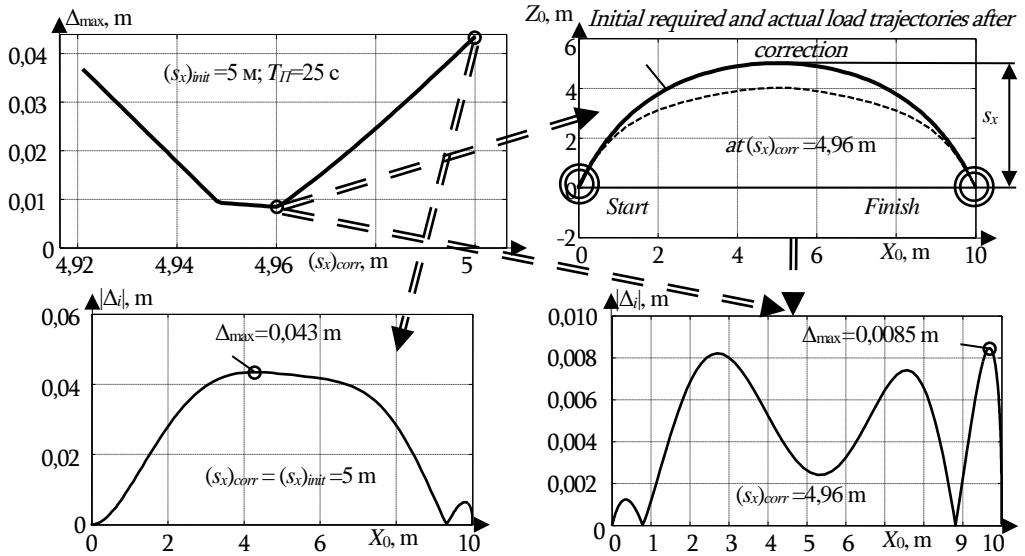 Δmax, m
0,04
0,03
0,02
0,01
0
4,92
4,94
4,96
(sx)corr, m
5
(sx)init =5 м; TП=25 с
Z0, m
Initial required and actual load trajectories after
correction
6
4
2
0
-2
at (sx)corr=4,96 m
sx
Start
Finish
0
2
4
6
X0, m
10
|Δi|, m
0,06
0,04
0,02
0
Δmax=0,043 m
(sx)corr = (sx)init =5 m
0
2
4
6
X0, m
10
|Δi|, m
0,010
0,008
0,006
0,004
0,002
0
Δmax=0,0085 m
(sx)corr=4,96 m
0
1
2
3
4
5
6
X0, m
9
10